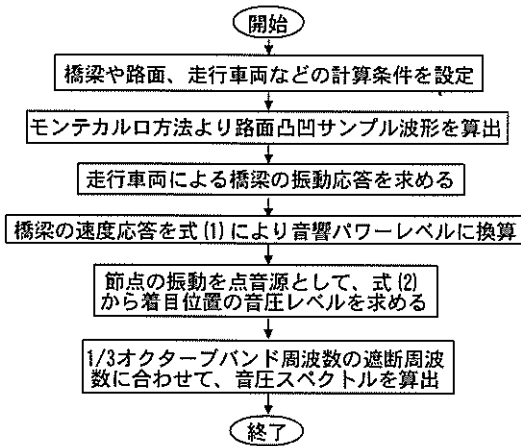 開始
橋梁や路面、走行車両などの計算条件を設定
モンテカルロ方法より路面凸凹サンプル波形を算出
走行車両による橋梁の振動応答を求める
橋梁の速度応答を式(1)により音響パワーレベルに換算
節点の振動を点音源として、式(2)
から着目位置の音圧レベルを求める
1/3オクターブバンド周波数の遮断周波
数に合わせて、音圧スペクトルを算出
終了